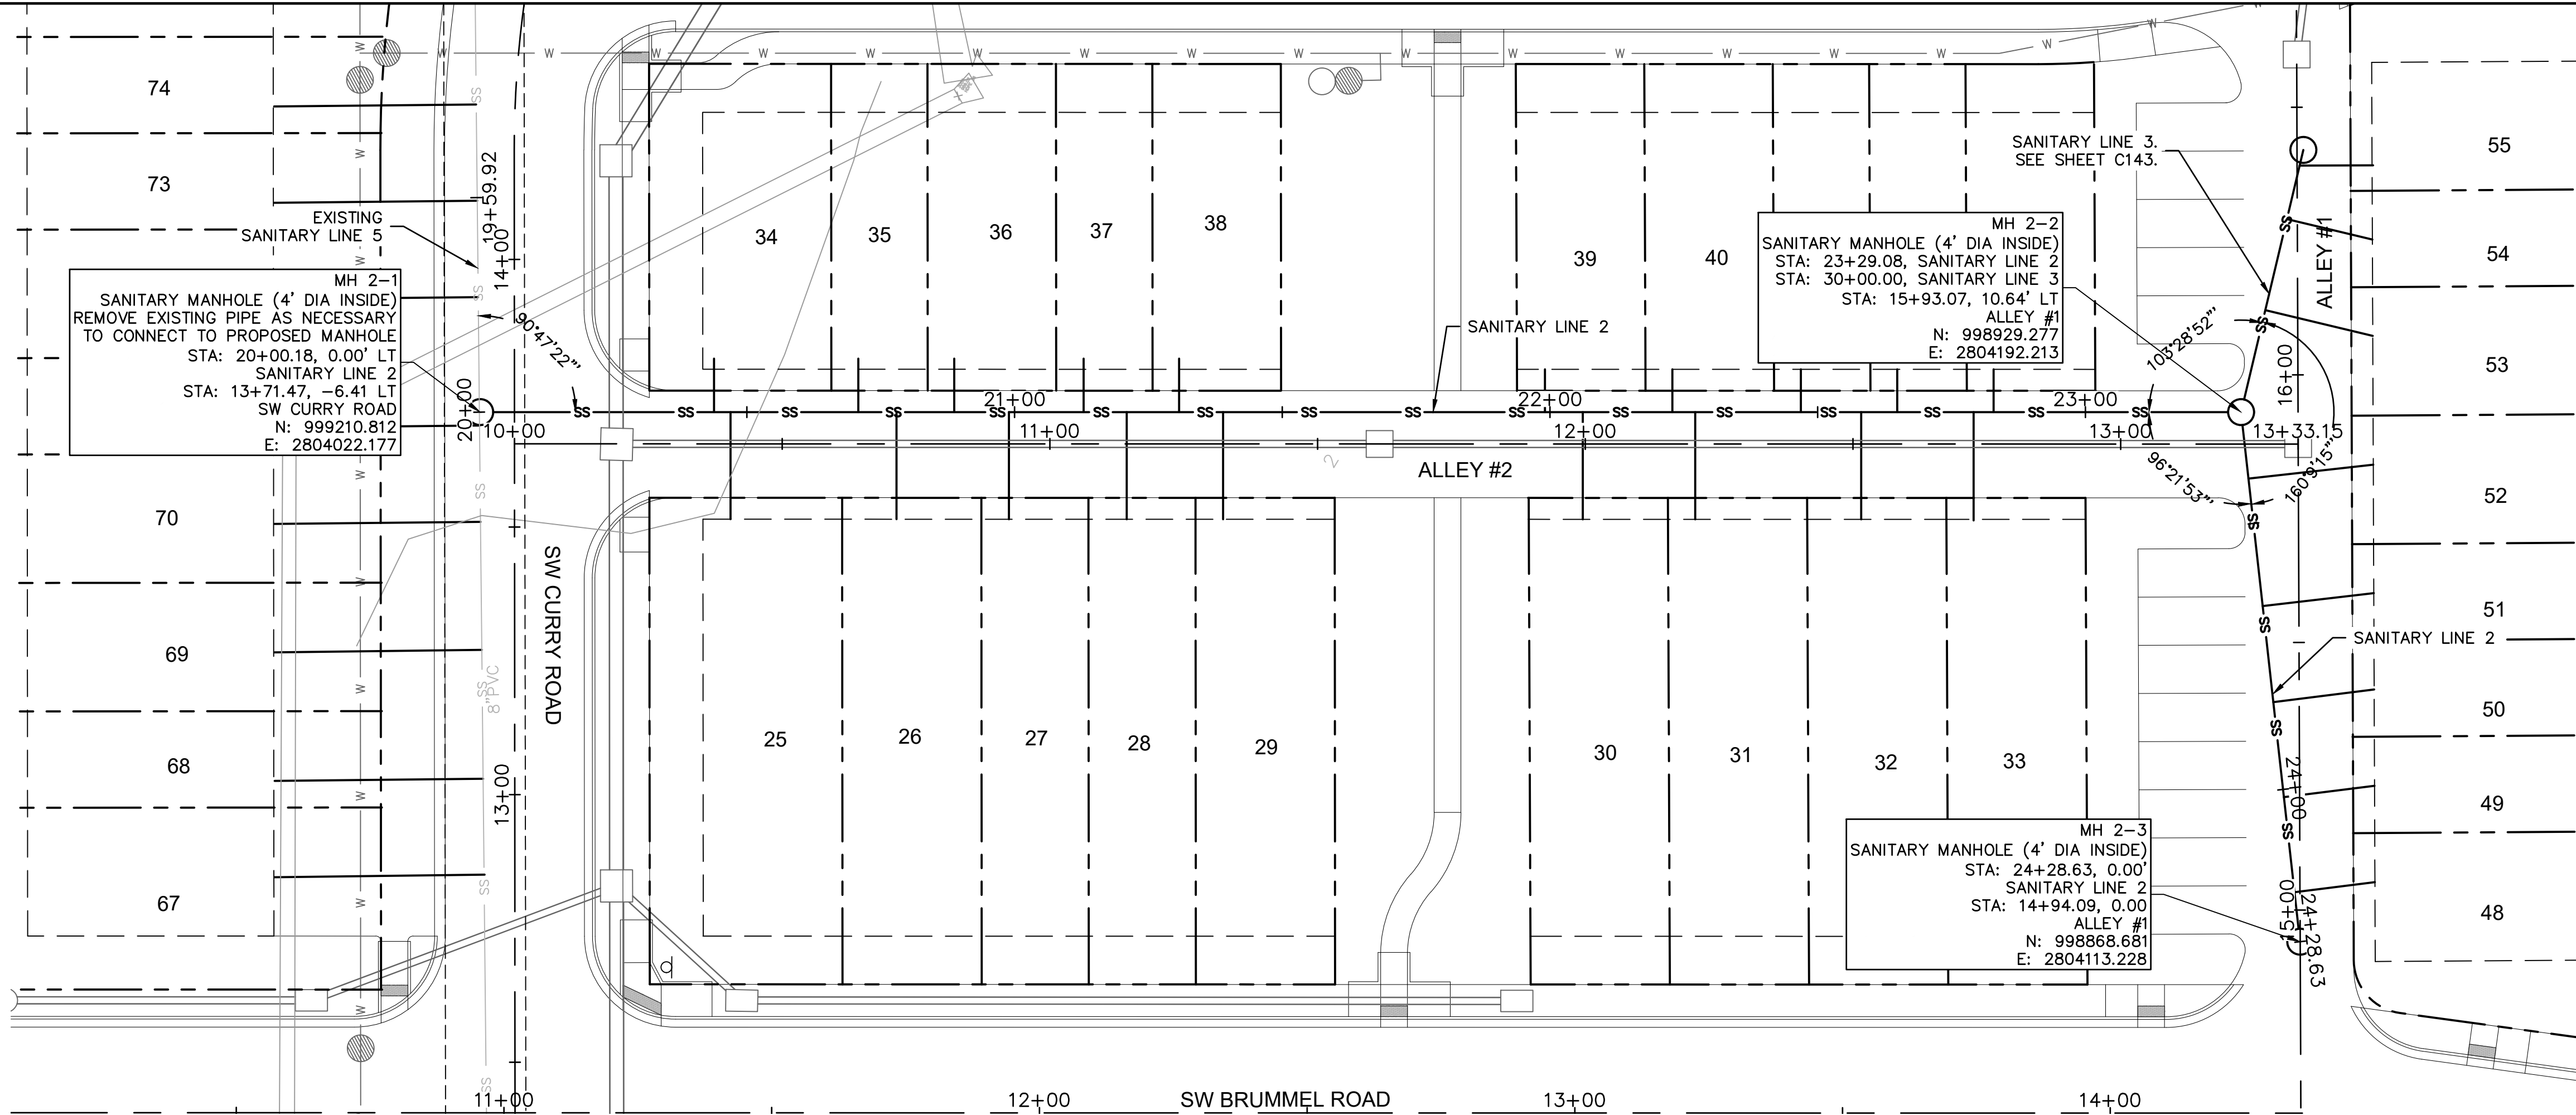 74
73
70
69
68
67
EXISTING
SANITARY LINE 5
MH 2-1
SANITARY MANHOLE (4' DIA INSIDE)
REMOVE EXISTING PIPE AS NECESSARY
TO CONNECT TO PROPOSED MANHOLE
STA: 20+00.18, 0.00' LT
SANITARY LINE 2
STA: 13+71.47, -6.41 LT
SW CURRY ROAD
N: 999210.812
E: 2804022.177
19+59.92
14+00
20+00
13+00
90°47'22"
SW CURRY ROAD
8"PVC
34
35
36
37
38
39
40
SANITARY LINE 2
MH 2-2
SANITARY MANHOLE (4' DIA INSIDE)
STA: 23+29.08, SANITARY LINE 2
STA: 30+00.00, SANITARY LINE 3
STA: 15+93.07, 10.64' LT
ALLEY #1
N: 998929.277
E: 2804192.213
SANITARY LINE 3.
SEE SHEET C143.
ALLEY #1
103°28'52"
16+00
21+00
22+00
23+00
10+00
11+00
12+00
13+00
13+33.15
ALLEY #2
2
96°21'53"
160°9'15"
25
26
27
28
29
30
31
32
33
55
54
53
52
51
50
49
48
SANITARY LINE 2
24+00
MH 2-3
SANITARY MANHOLE (4' DIA INSIDE)
STA: 24+28.63, 0.00'
SANITARY LINE 2
STA: 14+94.09, 0.00
ALLEY #1
N: 998868.681
E: 2804113.228
15+00
24+28.63
11+00
12+00
SW BRUMMEL ROAD
13+00
14+00
W
SS